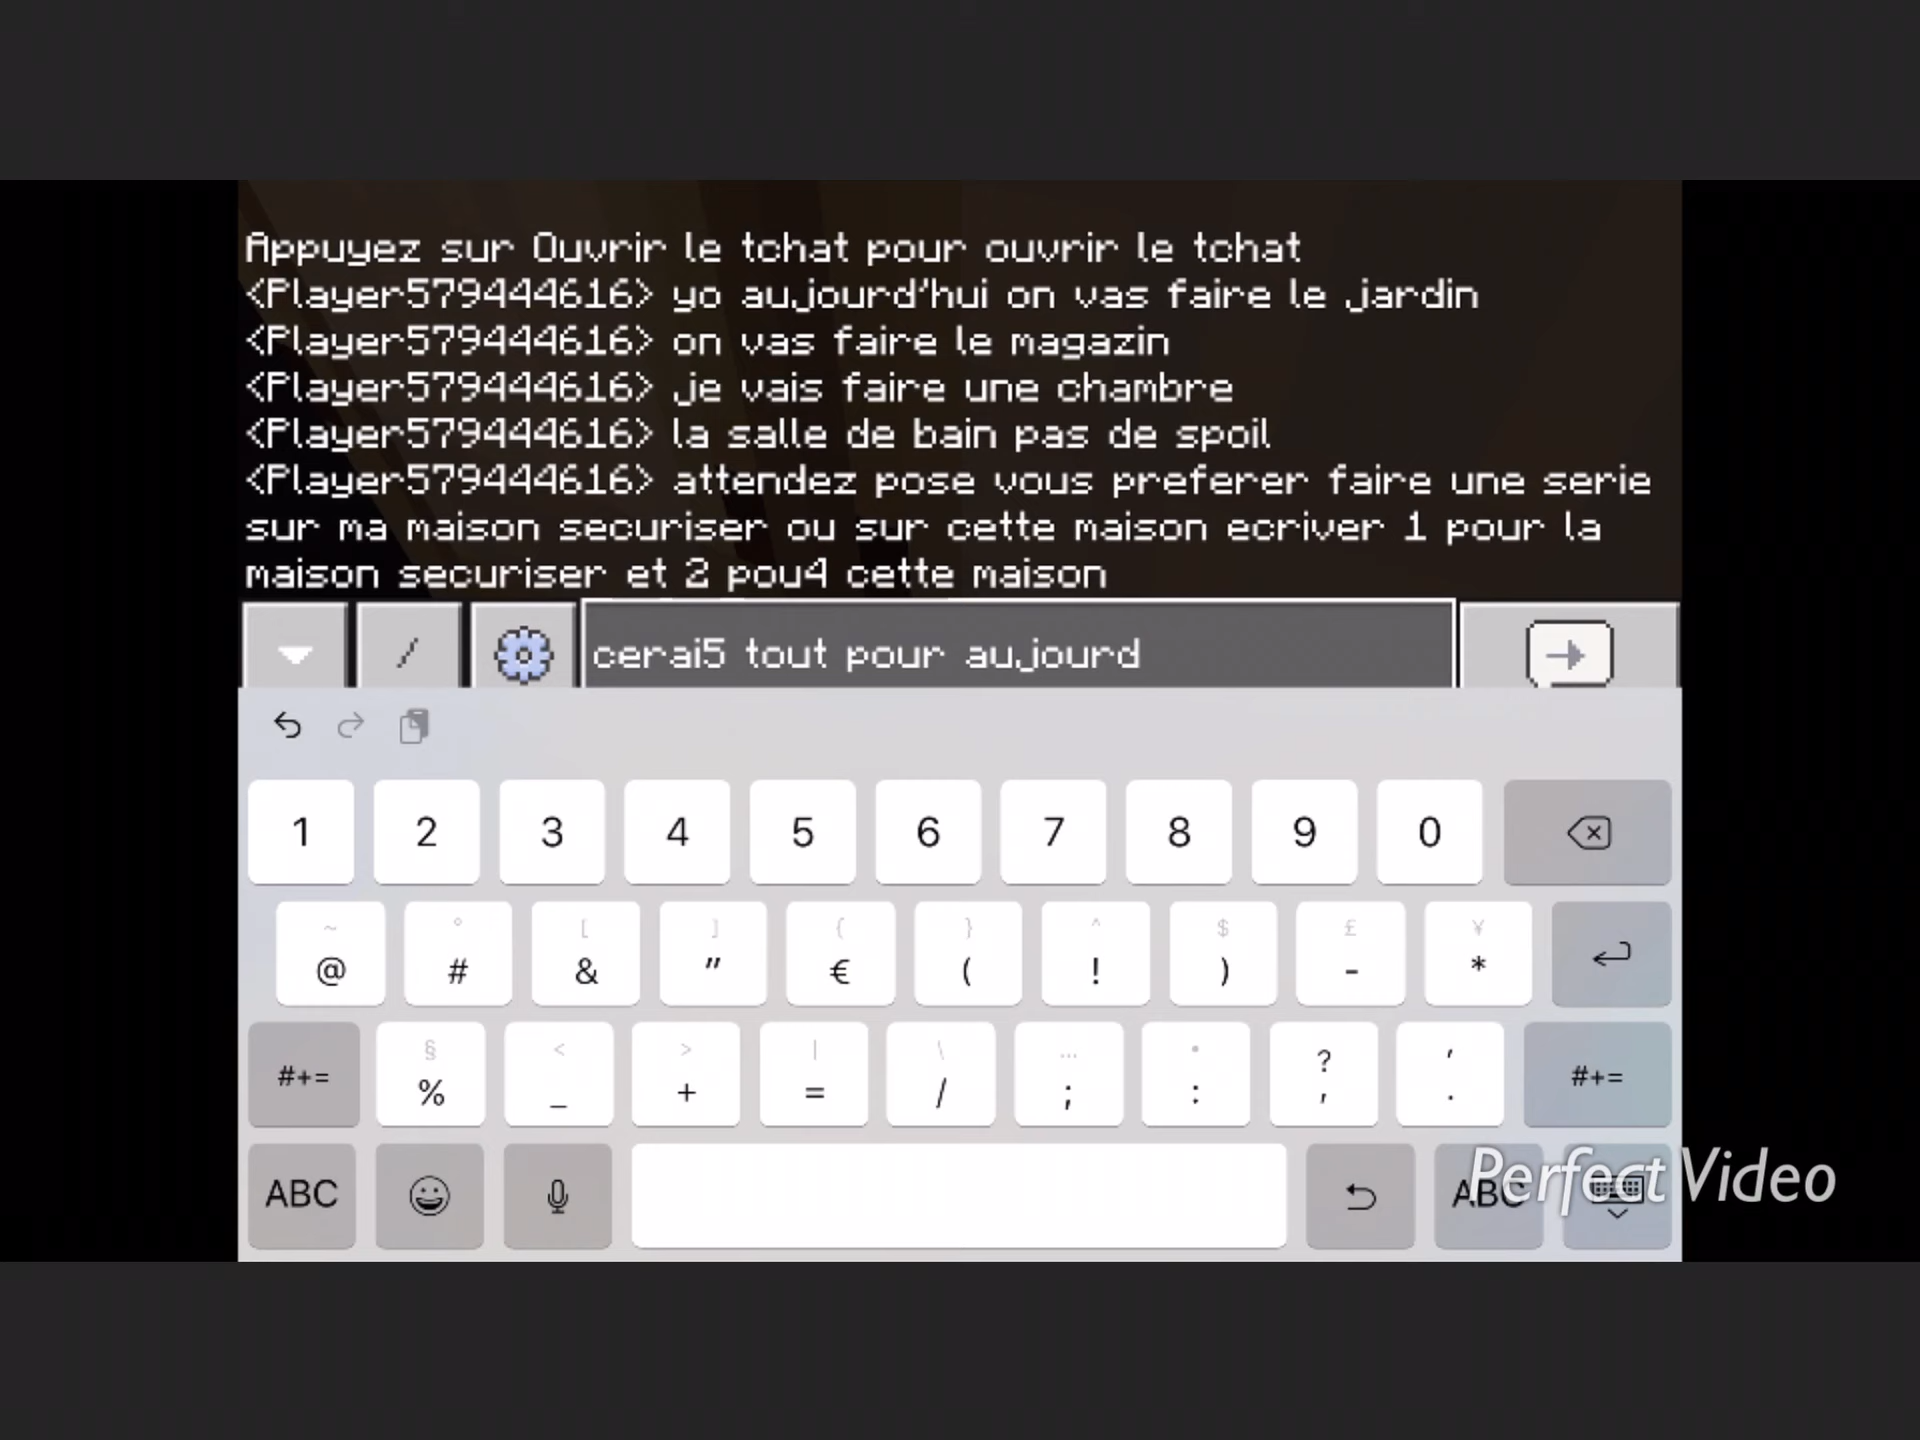 Appuyez sur Ouvrir le tchat pour ouvrir le tchat
<Player579444616> yo aujourd'hui on vas faire le jardin
<Player579444616> on vas faire le magazin
<Player579444616> je vais faire une chambre
<Player579444616> la salle de bain pas de spoil
<Player579444616> attendez pose vous preferer faire une serie
sur ma maison securiser ou sur cette maison ecriver 1 pour la
maison securiser et 2 pou4 cette maison
/ cerai5 tout pour aujourd
1 2 3 4 5 6 7 8 9 0
~ ° [ ] { } ^ $ £ ¥
@ # & " € ( ! ) - *
§ < > | \ … • ? '
#+= % _ + = / ; : , . #+=
ABC ABC
Perfect Video